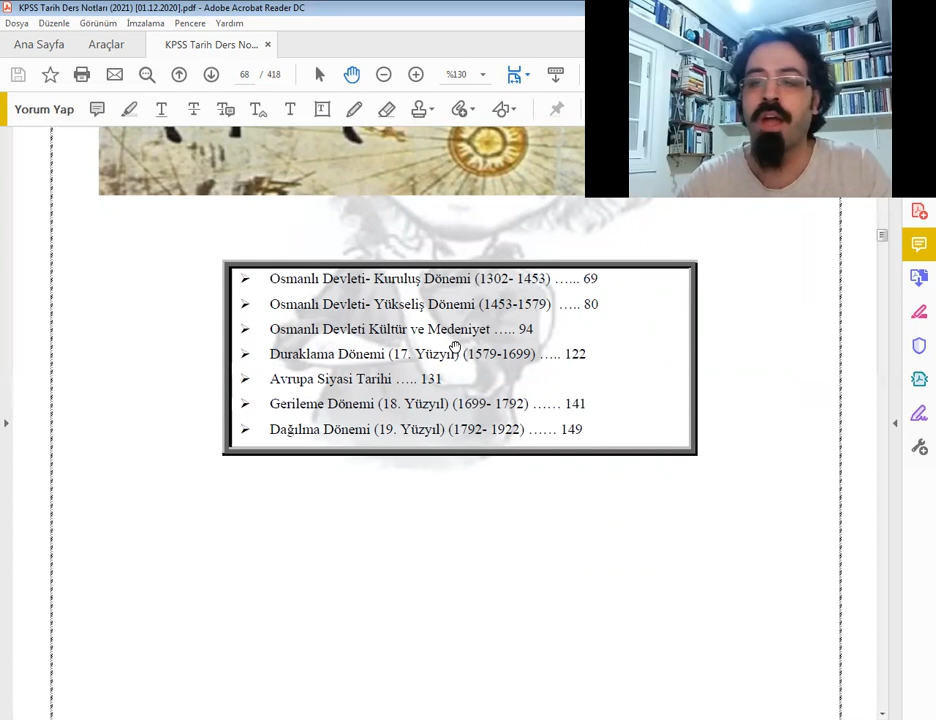 KPSS Tarih Ders Notları (2021) [01.12.2020].pdf - Adobe Acrobat Reader DC
Dosya Düzenle Görünüm İmzalama Pencere Yardım
Ana Sayfa Araçlar KPSS Tarih Ders No... ×
68 / 418 %130
Yorum Yap
➢ Osmanlı Devleti- Kuruluş Dönemi (1302- 1453) ...... 69
➢ Osmanlı Devleti- Yükseliş Dönemi (1453-1579) ..... 80
➢ Osmanlı Devleti Kültür ve Medeniyet ..... 94
➢ Duraklama Dönemi (17. Yüzyıl) (1579-1699) ..... 122
➢ Avrupa Siyasi Tarihi ..... 131
➢ Gerileme Dönemi (18. Yüzyıl) (1699- 1792) ...... 141
➢ Dağılma Dönemi (19. Yüzyıl) (1792- 1922) ...... 149